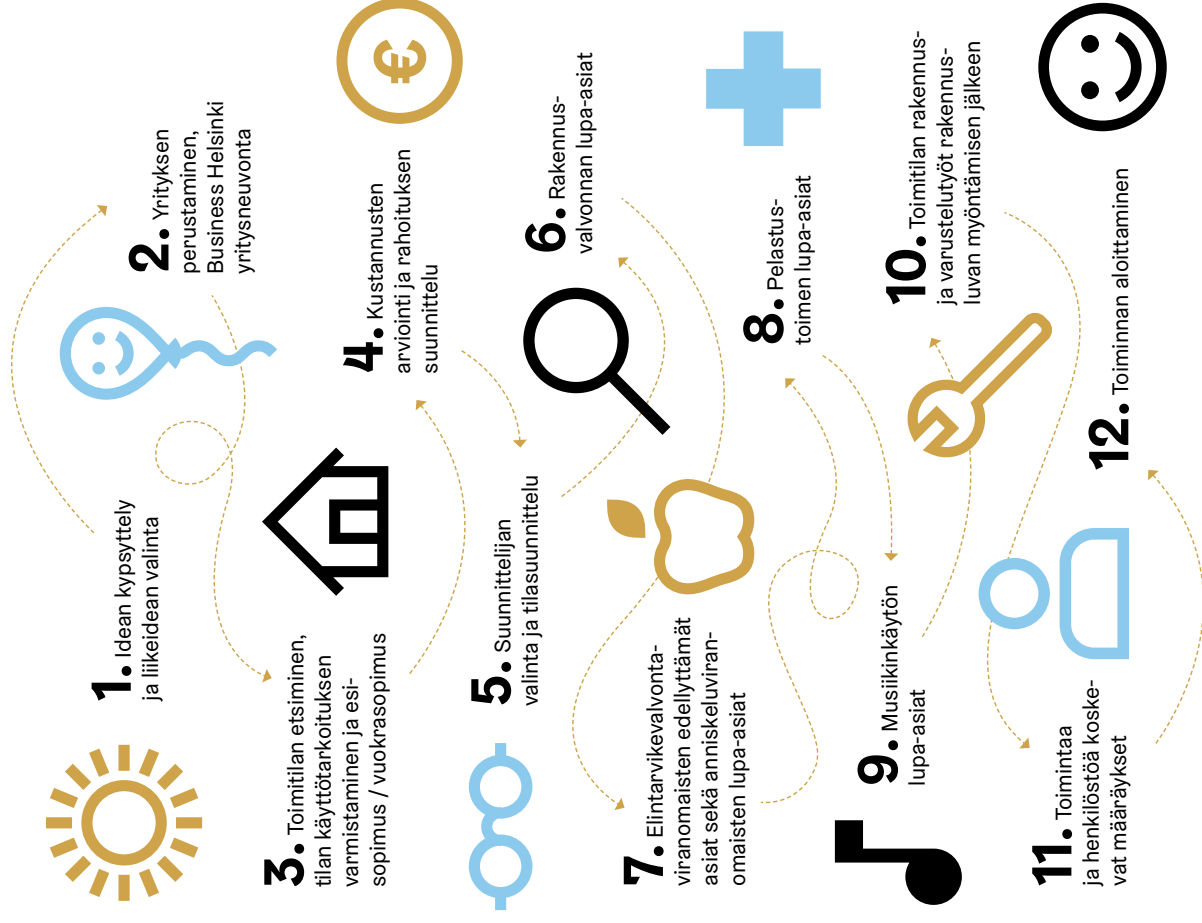 1. Idean kypsyttely
ja liikeidean valinta
2. Yrityksen
perustaminen,
Business Helsinki
yritysneuvonta
3. Toimitilan etsiminen,
tilan käyttötarkoituksen
varmistaminen ja esi-
sopimus / vuokrasopimus
4. Kustannusten
arviointi ja rahoituksen
suunnittelu
€
5. Suunnittelijan
valinta ja tilasuunnittelu
6. Rakennus-
valvonnan lupa-asiat
7. Elintarvikevalvonta-
viranomaisten edellyttämät
asiat sekä anniskeluviran-
omaisten lupa-asiat
8. Pelastus-
toimen lupa-asiat
9. Musiikinkäytön
lupa-asiat
10. Toimitilan rakennus-
ja varustelutyöt rakennus-
luvan myöntämisen jälkeen
11. Toimintaa
ja henkilöstöä koske-
vat määräykset
12. Toiminnan aloittaminen